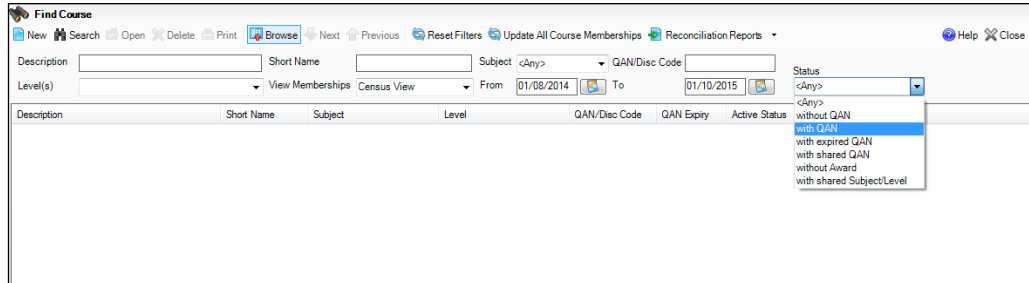 Find Course
New Search Open Delete Print Browse Next Previous Reset Filters Update All Course Memberships Reconciliation Reports Help Close
Description Short Name Subject <Any> QAN/Disc Code
Status
Level(s) View Memberships Census View From 01/08/2014 To 01/10/2015 <Any>
Description Short Name Subject Level QAN/Disc Code QAN Expiry Active Status
<Any>
without QAN
with QAN
with expired QAN
with shared QAN
without Award
with shared Subject/Level